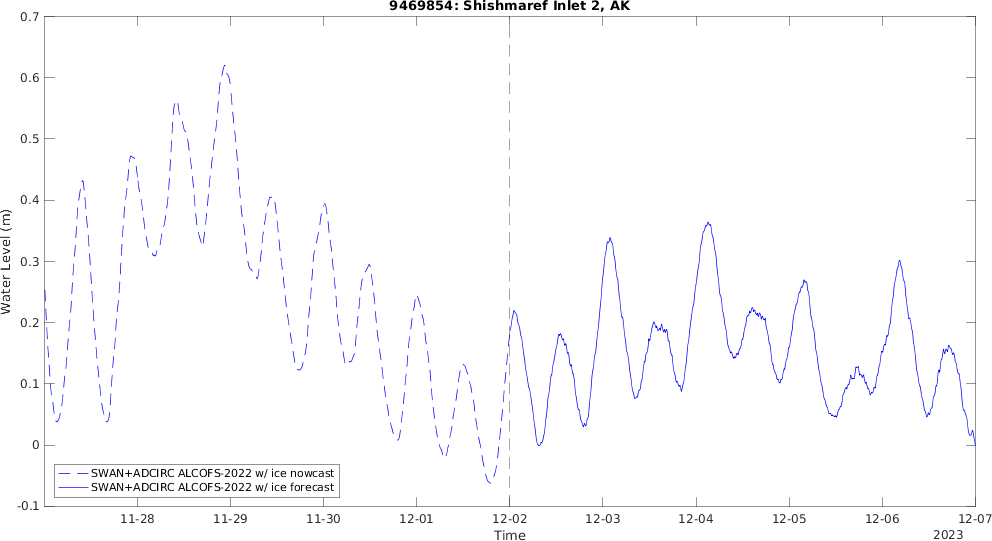 9469854: Shishmaref Inlet 2, AK
Water Level (m)
0.7
0.6
0.5
0.4
0.3
0.2
0.1
0
-0.1
SWAN+ADCIRC ALCOFS-2022 w/ ice nowcast
SWAN+ADCIRC ALCOFS-2022 w/ ice forecast
11-28 11-29 11-30 12-01 12-02 12-03 12-04 12-05 12-06 12-07
Time
2023